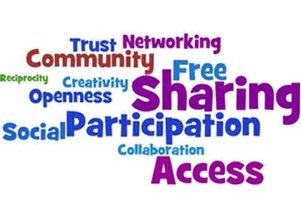 Trust Networking
Community Free
Reciprocity Creativity
Openness Sharing
Social Participation
Collaboration
Access